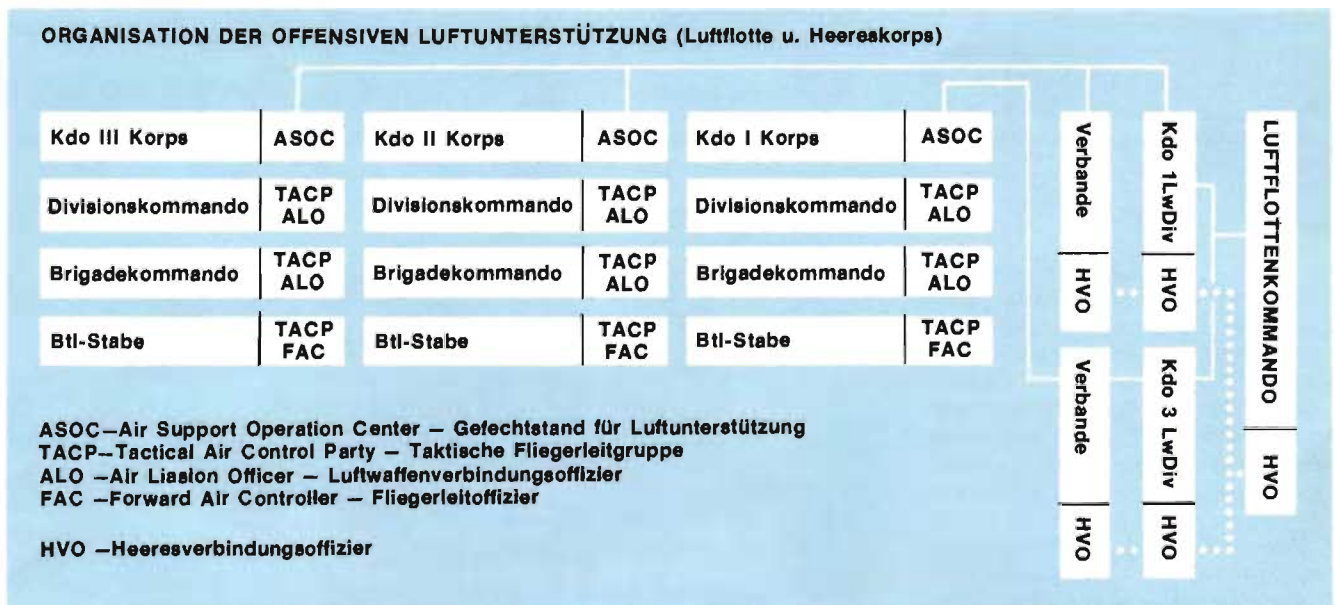 ORGANISATION DER OFFENSIVEN LUFTUNTERSTÜTZUNG (Luftflotte u. Heereskorps)
Kdo III Korps ASOC Kdo II Korps ASOC Kdo I Korps ASOC
Divisionskommando TACP ALO Divisionskommando TACP ALO Divisionskommando TACP ALO
Brigadekommando TACP ALO Brigadekommando TACP ALO Brigadekommando TACP ALO
Btl-Stabe TACP FAC Btl-Stabe TACP FAC Btl-Stabe TACP FAC
Verbande HVO
Kdo 1LwDiv HVO
Verbande HVO
Kdo 3 LwDiv HVO
LUFTFLOTTENKOMMANDO HVO
ASOC—Air Support Operation Center — Gefechtstand für Luftunterstützung
TACP—Tactical Air Control Party — Taktische Fliegerleitgruppe
ALO —Air Liasion Officer — Luftwaffenverbindungsoffizier
FAC —Forward Air Controller — Fliegerleitoffizier
HVO —Heeresverbindungsoffizier